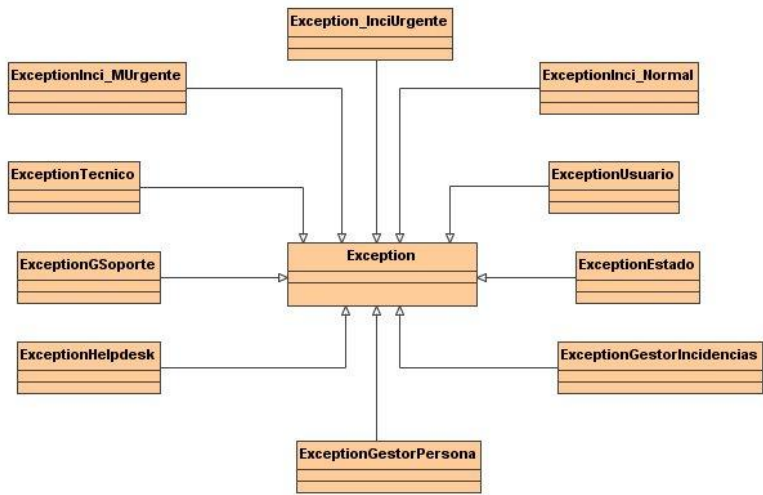 Exception_InciUrgente
ExceptionInci_MUrgente
ExceptionInci_Normal
ExceptionTecnico
ExceptionUsuario
Exception
ExceptionGSoporte
ExceptionEstado
ExceptionHelpdesk
ExceptionGestorIncidencias
ExceptionGestorPersona